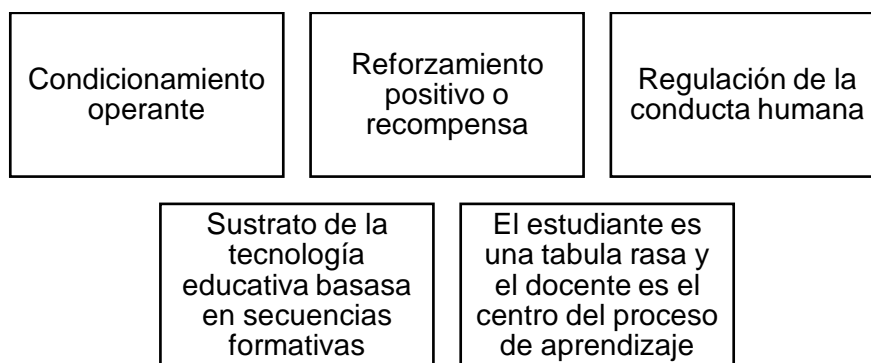 Condicionamiento
operante
Reforzamiento
positivo o
recompensa
Regulación de la
conducta humana
Sustrato de la
tecnología
educativa basasa
en secuencias
formativas
El estudiante es
una tabula rasa y
el docente es el
centro del proceso
de aprendizaje